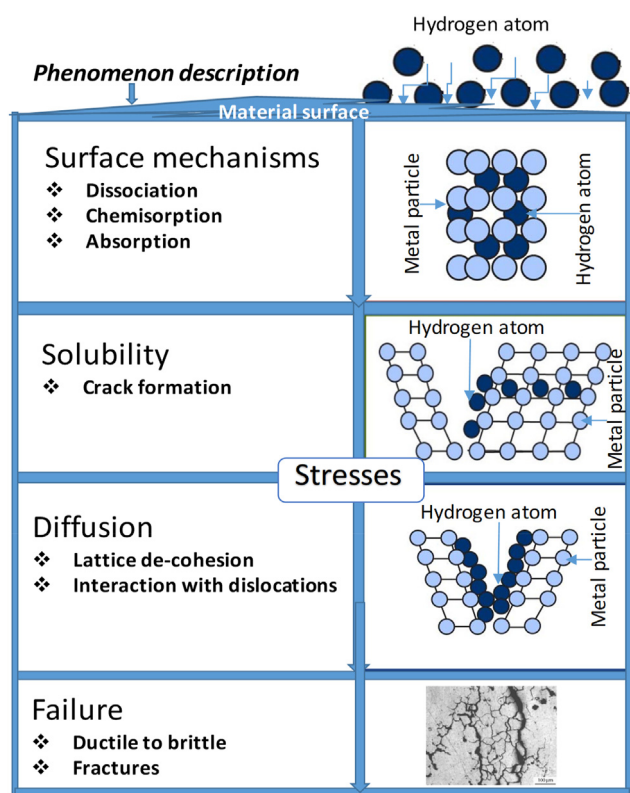 Hydrogen atom
Phenomenon description
Material surface
Surface mechanisms
❖ Dissociation
❖ Chemisorption
❖ Absorption
Metal particle
Hydrogen atom
Solubility
❖ Crack formation
Hydrogen atom
Metal particle
Stresses
Diffusion
❖ Lattice de-cohesion
❖ Interaction with dislocations
Hydrogen atom
Metal particle
Failure
❖ Ductile to brittle
❖ Fractures